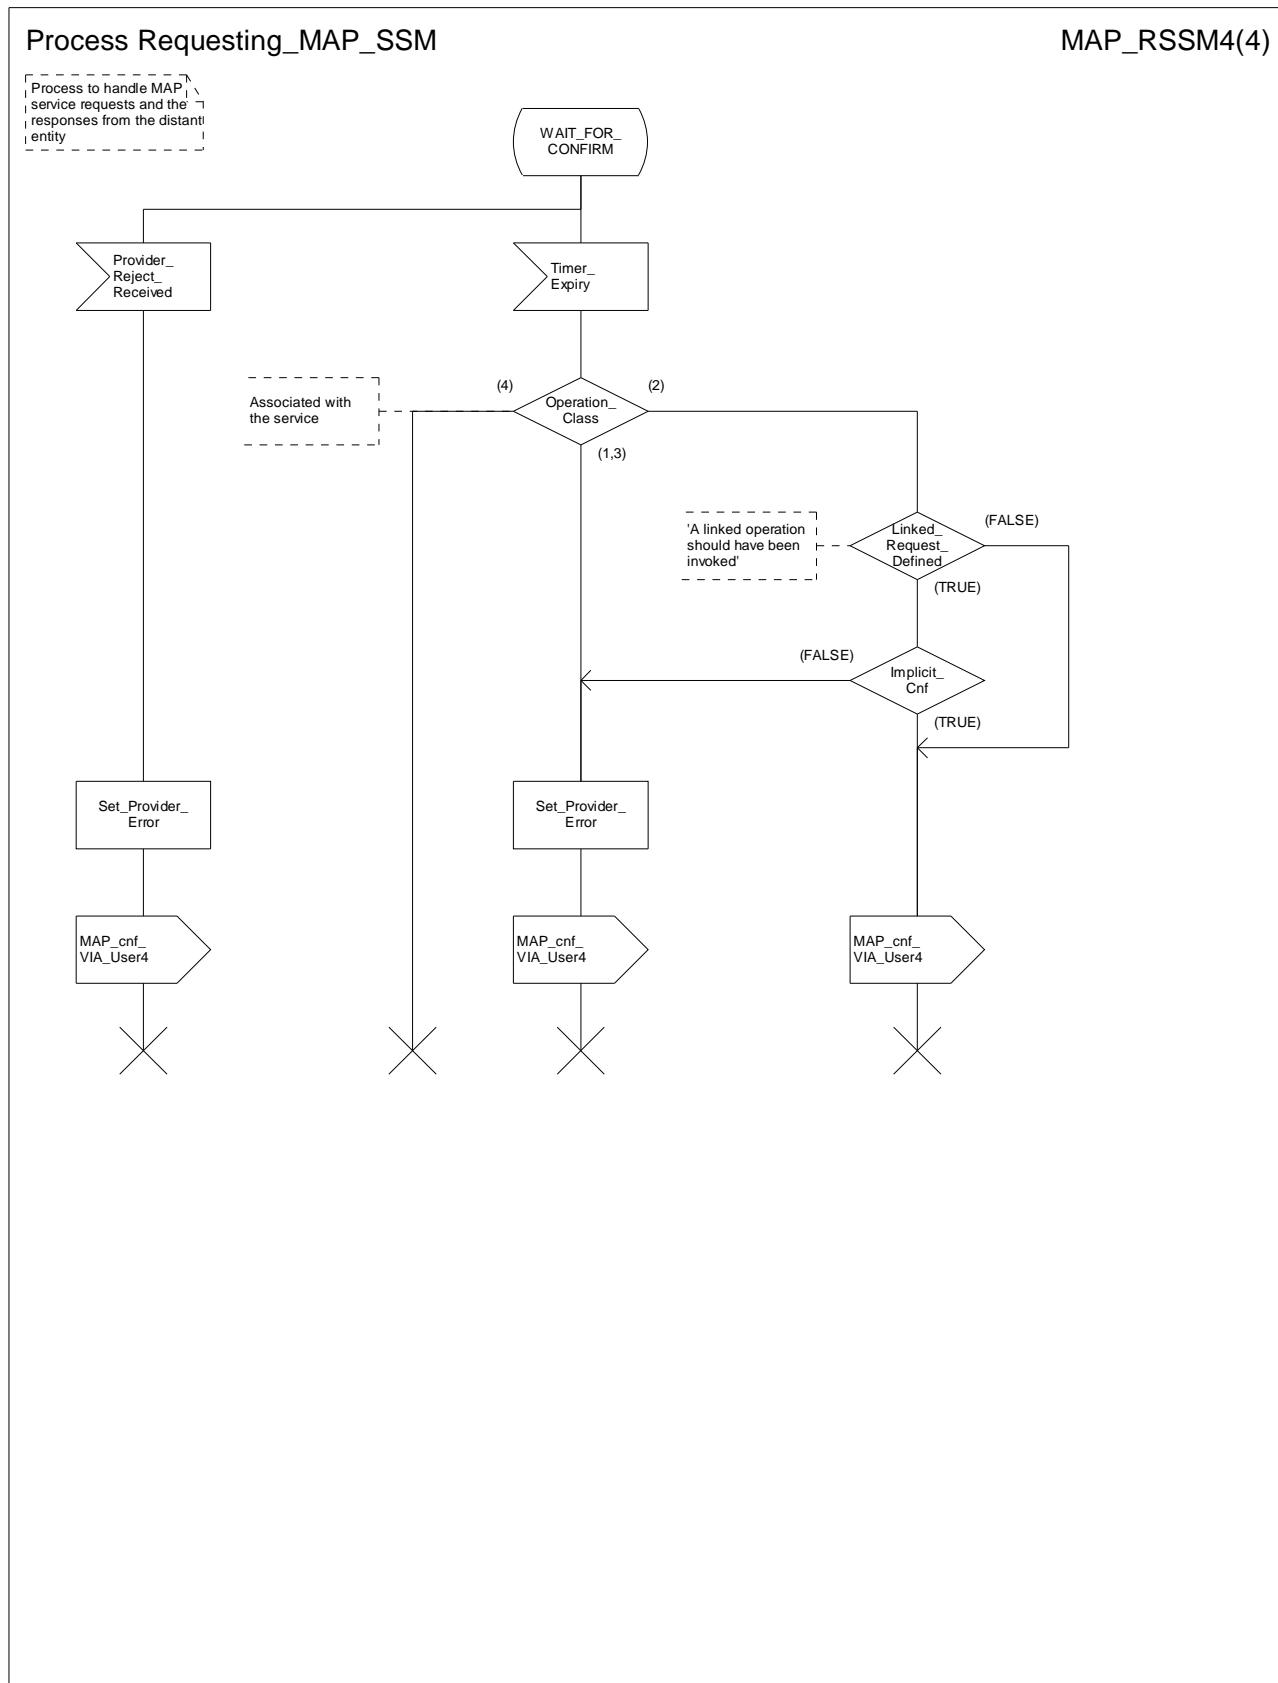 Process Requesting_MAP_SSM
MAP_RSSM4(4)
Process to handle MAP
service requests and the
responses from the distant
entity
WAIT_FOR_
CONFIRM
Provider_
Reject_
Received
Timer_
Expiry
Associated with
the service
(4)
Operation_
Class
(2)
(1,3)
'A linked operation
should have been
invoked'
Linked_
Request_
Defined
(FALSE)
(TRUE)
(FALSE)
Implicit_
Cnf
(TRUE)
Set_Provider_
Error
Set_Provider_
Error
MAP_cnf_
VIA_User4
MAP_cnf_
VIA_User4
MAP_cnf_
VIA_User4